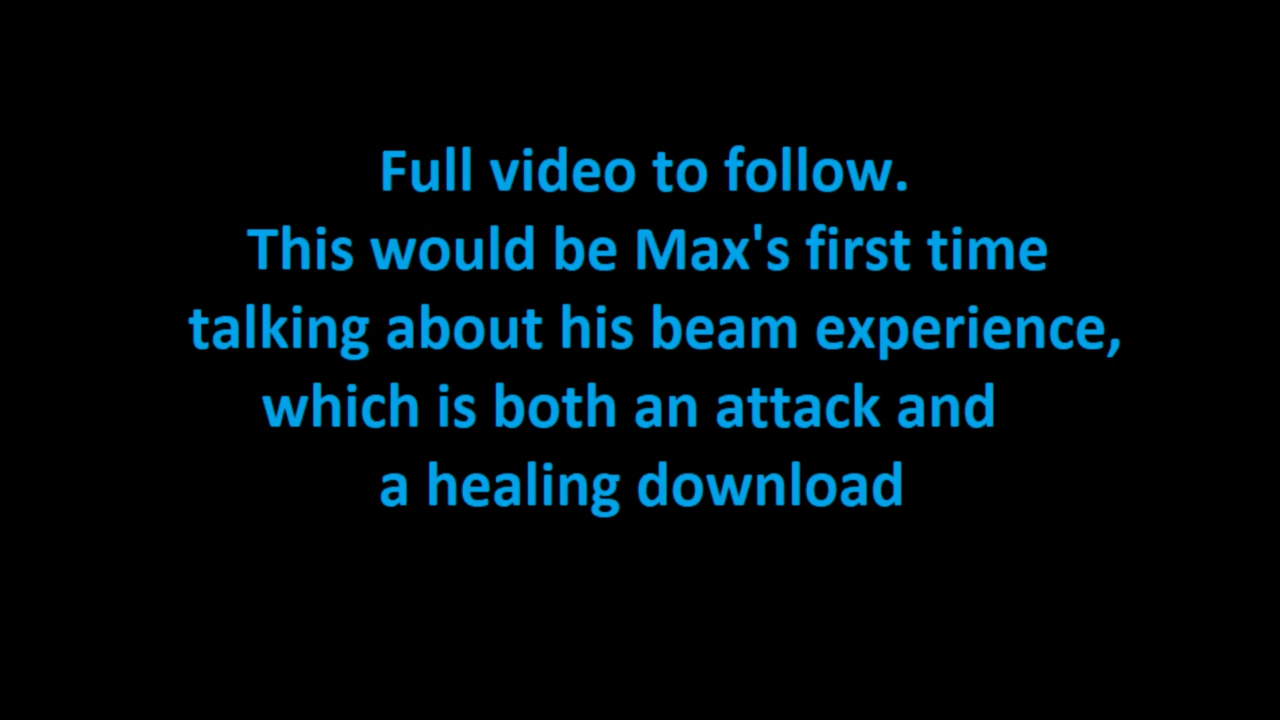 Full video to follow.
This would be Max's first time
talking about his beam experience,
which is both an attack and
a healing download